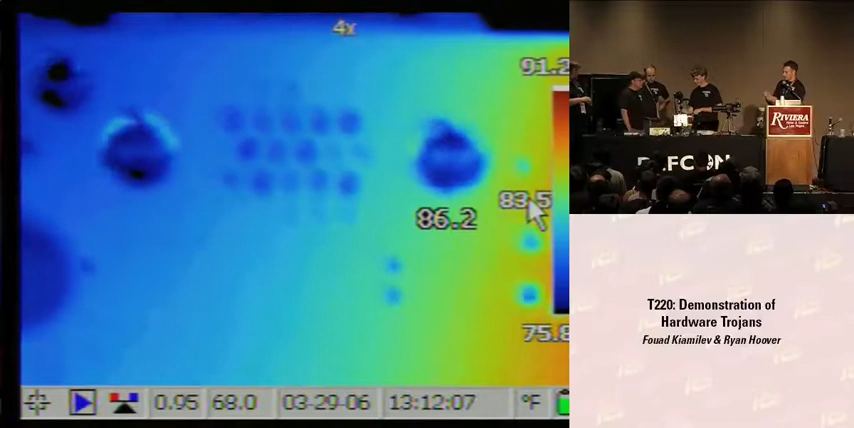 4x
91.2
83.5
86.2
75.8
0.95 68.0 03-29-06 13:12:07 °F
RIVIERA
DEFCON
T220: Demonstration of
Hardware Trojans
Fouad Kiamilev & Ryan Hoover